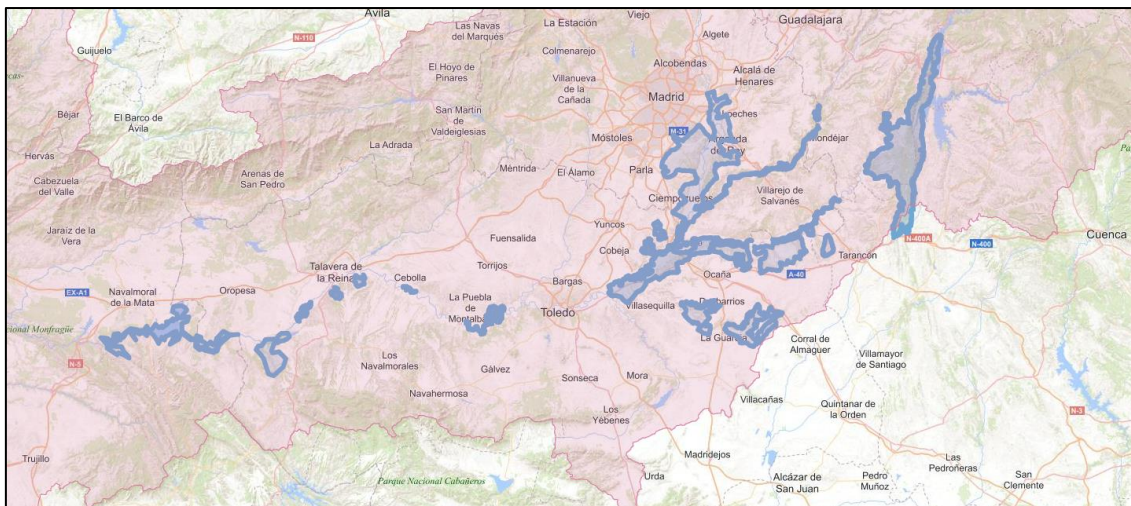 Ávila
Guijuelo
N-110
Las Navas
del Marqués
La Estación
Viejo
Algete
Guadalajara
Colmenarejo
Alcobendas
El Hoyo de
Pinares
Villanueva
de la
Cañada
Alcalá de
Henares
Madrid
Béjar
El Barco de
Ávila
San Martín
de
Valdeiglesias
Móstoles
M-31
Arganda
del Rey
La Adrada
Hervás
Arenas de
San Pedro
Méntrida
El Álamo
Parla
Cabezuela
del Valle
Ciempozuelos
Villarejo de
Salvanés
Jaraíz de la
Vera
Yuncos
Fuensalida
Cobeja
N-400A
N-400
Cuenca
Tarancón
Talavera de
la Reina
Cebolla
Torrijos
Bargas
Ocaña
A-40
EX-A1
Navalmoral
de la Mata
Oropesa
La Puebla
de
Montalbán
Toledo
Villasequilla
La Guardia
Corral de
Almaguer
N-5
Los
Navalmorales
Gálvez
Sonseca
Mora
Villamayor
de Santiago
Navahermosa
Los
Yébenes
Villacañas
Quintanar de
la Orden
N-3
Trujillo
Madridejos
Las
Pedroñeras
Parque Nacional Cabañeros
Urda
Alcázar de
San Juan
Pedro
Muñoz
San
Clemente